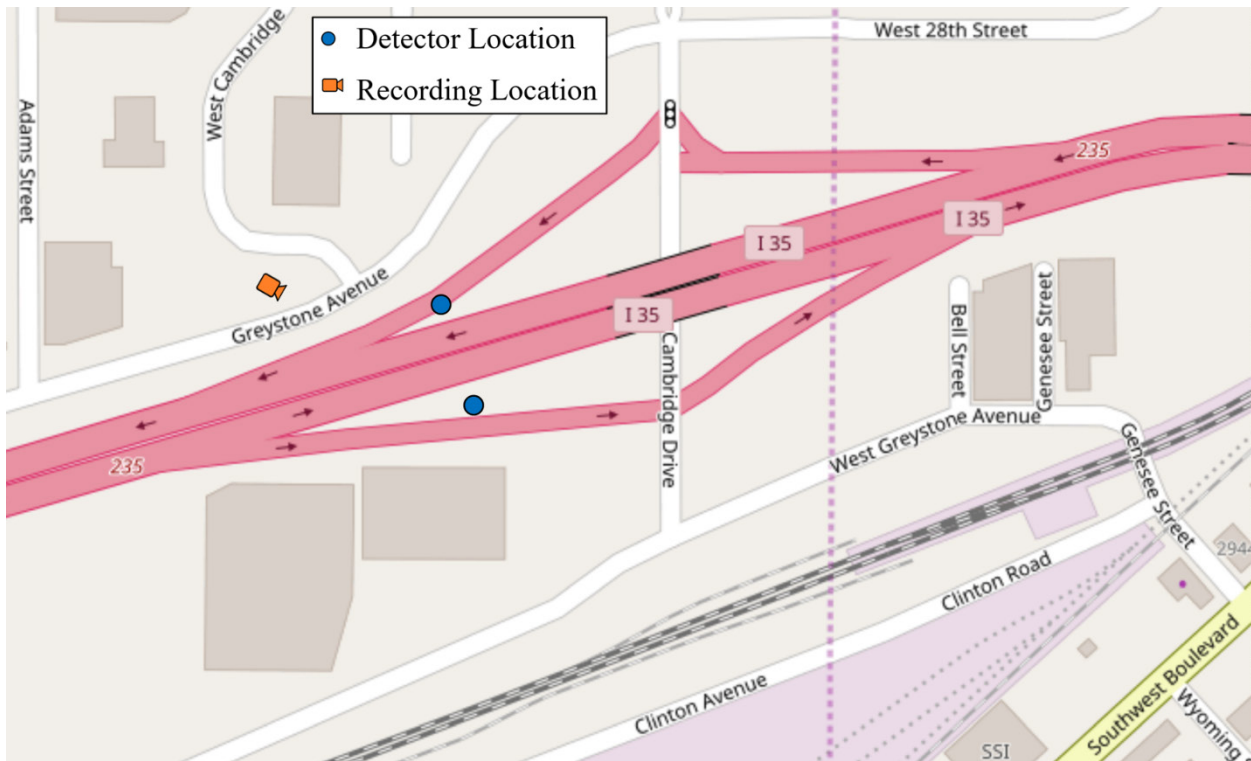 Detector Location
Recording Location
West 28th Street
West Cambridge
Adams Street
235
I 35
I 35
I 35
Greystone Avenue
Cambridge Drive
Bell Street
Genesee Street
235
West Greystone Avenue
Genesee Street
2944
Clinton Road
Clinton Avenue
Southwest Boulevard
Wyoming
SSI